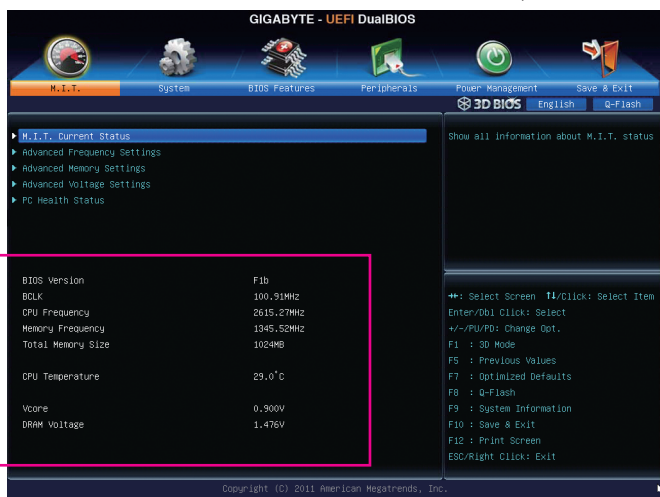 GIGABYTE - UEFI DualBIOS
M.I.T. System BIOS Features Peripherals Power Management Save & Exit
3D BIOS English Q-Flash
M.I.T. Current Status
Advanced Frequency Settings
Advanced Memory Settings
Advanced Voltage Settings
PC Health Status
Show all information about M.I.T. status
BIOS Version F1b
BCLK 100.91MHz
CPU Frequency 2615.27MHz
Memory Frequency 1345.52MHz
Total Memory Size 1024MB
CPU Temperature 29.0˚C
Vcore 0.900V
DRAM Voltage 1.476V
→←: Select Screen ↑↓/Click: Select Item
Enter/Dbl Click: Select
+/-/PU/PD: Change Opt.
F1 : 3D Mode
F5 : Previous Values
F7 : Optimized Defaults
F8 : Q-Flash
F9 : System Information
F10 : Save & Exit
F12 : Print Screen
ESC/Right Click: Exit
Copyright (C) 2011 American Megatrends, Inc.